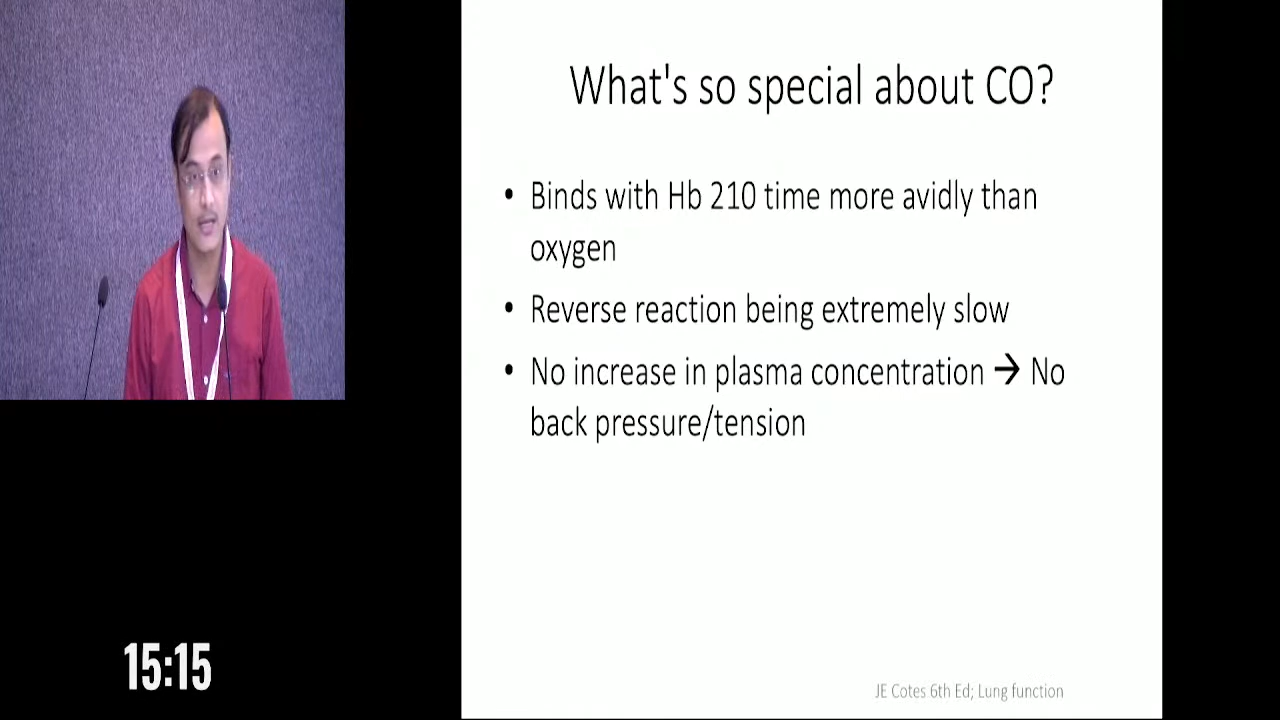 What's so special about CO?
• Binds with Hb 210 time more avidly than
oxygen
• Reverse reaction being extremely slow
• No increase in plasma concentration → No
back pressure/tension
JE Cotes 6th Ed; Lung function
15:15